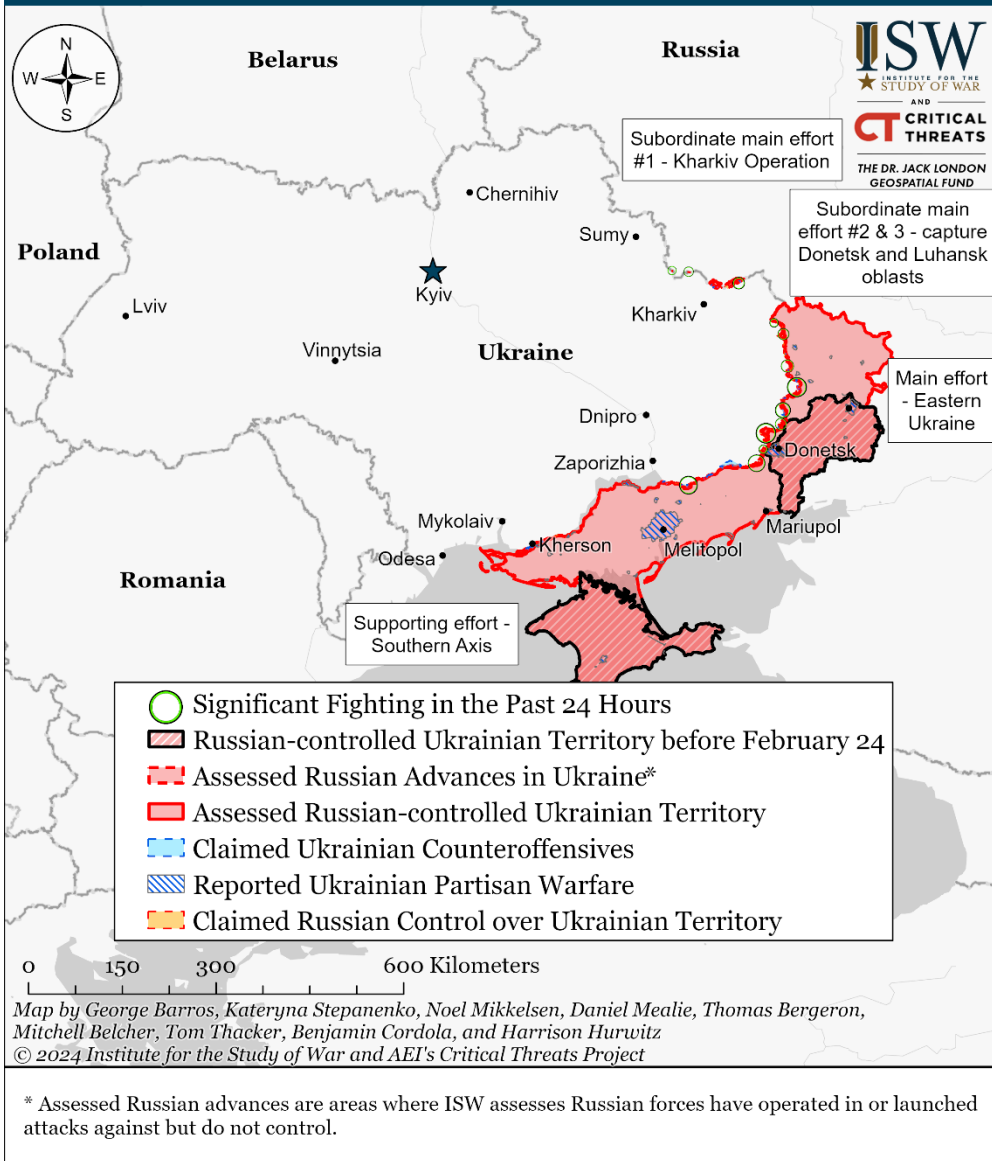 N
W
E
S
Belarus
Russia
ISW
INSTITUTE FOR THE
STUDY OF WAR
AND
CT CRITICAL
THREATS
THE DR. JACK LONDON
GEOSPATIAL FUND
Subordinate main effort
#1 - Kharkiv Operation
Subordinate main
effort #2 & 3 - capture
Donetsk and Luhansk
oblasts
Chernihiv
Sumy
Poland
Kyiv
Lviv
Kharkiv
Vinnytsia
Ukraine
Main effort
- Eastern
Ukraine
Dnipro
Donetsk
Zaporizhia
Mykolaiv
Mariupol
Kherson
Melitopol
Odesa
Romania
Supporting effort -
Southern Axis
Significant Fighting in the Past 24 Hours
Russian-controlled Ukrainian Territory before February 24
Assessed Russian Advances in Ukraine*
Assessed Russian-controlled Ukrainian Territory
Claimed Ukrainian Counteroffensives
Reported Ukrainian Partisan Warfare
Claimed Russian Control over Ukrainian Territory
0 150 300 600 Kilometers
Map by George Barros, Kateryna Stepanenko, Noel Mikkelsen, Daniel Mealie, Thomas Bergeron,
Mitchell Belcher, Tom Thacker, Benjamin Cordola, and Harrison Hurwitz
© 2024 Institute for the Study of War and AEI's Critical Threats Project
* Assessed Russian advances are areas where ISW assesses Russian forces have operated in or launched
attacks against but do not control.